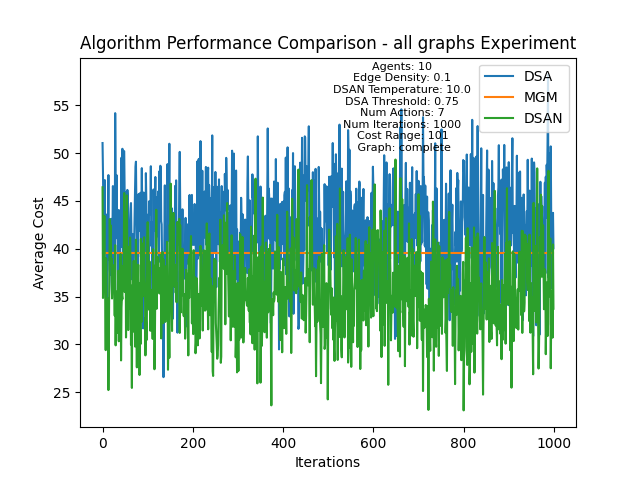 Algorithm Performance Comparison - all graphs Experiment
Agents: 10
Edge Density: 0.1
DSAN Temperature: 10.0
DSA Threshold: 0.75
Num Actions: 7
Num Iterations: 1000
Cost Range: 10
Graph: complete
DSA
MGM
DSAN
Average Cost
55
50
45
40
35
30
25
0
200
400
600
800
1000
Iterations